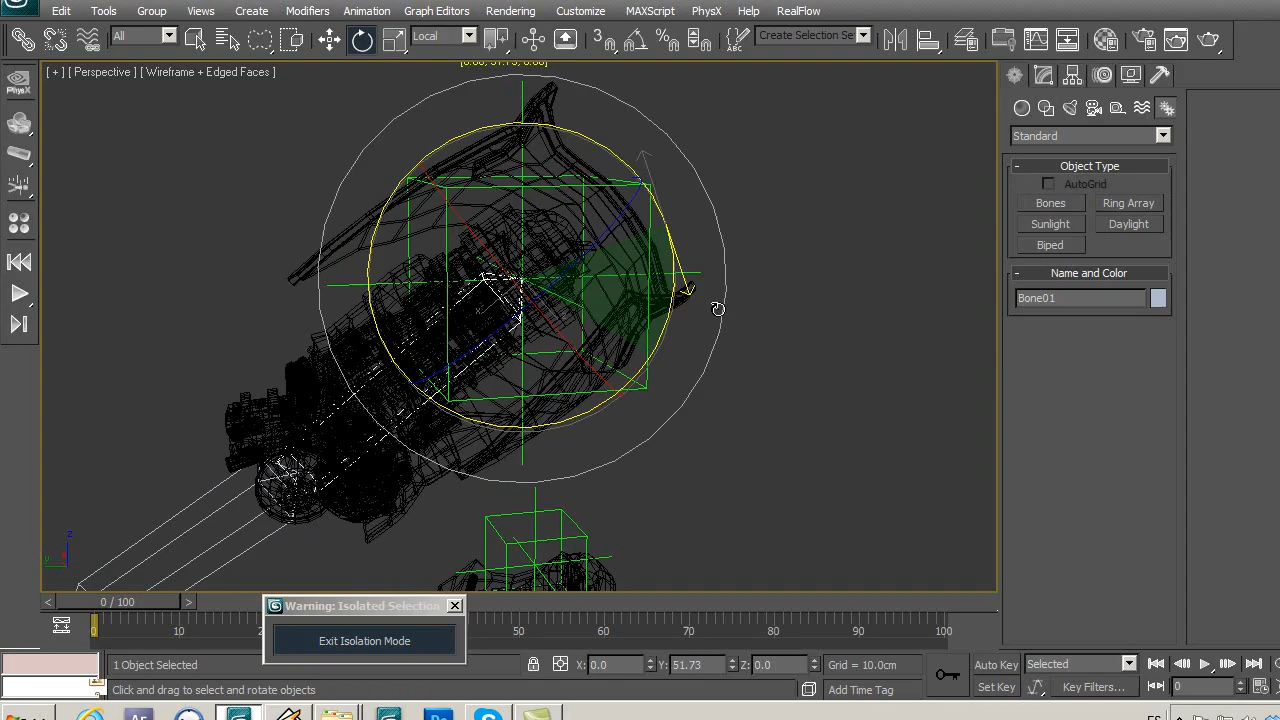 Edit Tools Group Views Create Modifiers Animation Graph Editors Rendering Customize MAXScript PhysX Help RealFlow
All Local Create Selection Se
[ + ] [ Perspective ] [ Wireframe + Edged Faces ]
PhysX
Standard
- Object Type
AutoGrid
Bones Ring Array
Sunlight Daylight
Biped
- Name and Color
Bone01
x
z
y
< 0 / 100 >
Warning: Isolated Selection
Exit Isolation Mode
0 10 50 60 70 80 90 100
1 Object Selected X: 0.0 Y: 51.73 Z: 0.0 Grid = 10.0cm Auto Key Selected
Click and drag to select and rotate objects Add Time Tag Set Key Key Filters... 0
ES